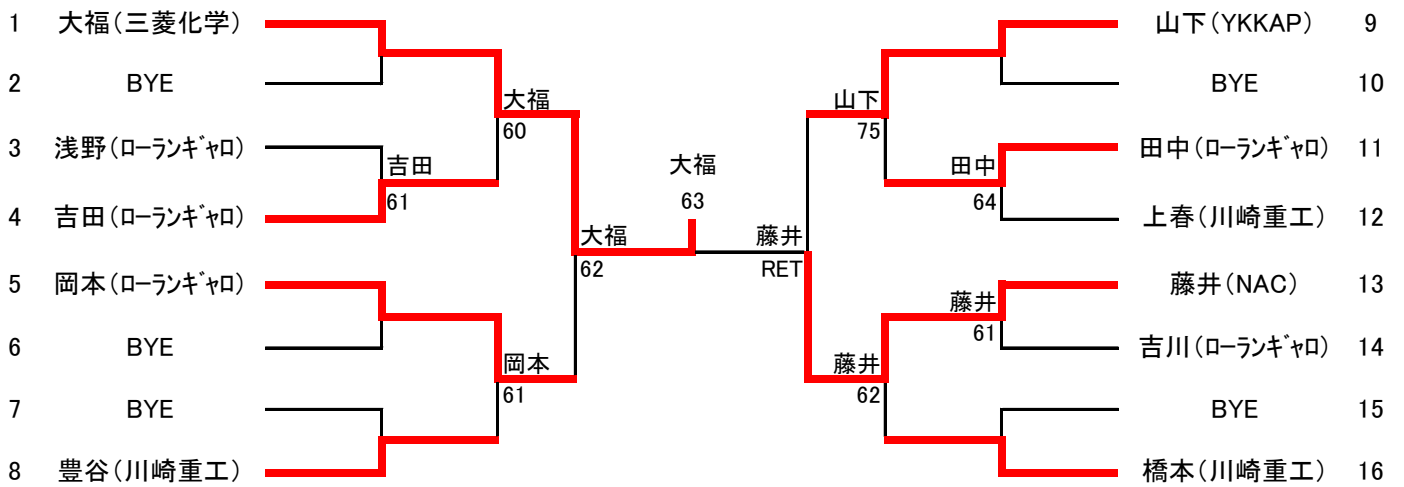 1 大福(三菱化学)
2 BYE
3 浅野(ローランギャロ)
4 吉田(ローランギャロ)
5 岡本(ローランギャロ)
6 BYE
7 BYE
8 豊谷(川崎重工)
大福
60
吉田
61
大福
62
岡本
61
大福
63
藤井
RET
山下
75
田中
64
藤井
61
藤井
62
山下(YKKAP) 9
BYE 10
田中(ローランギャロ) 11
上春(川崎重工) 12
藤井(NAC) 13
吉川(ローランギャロ) 14
BYE 15
橋本(川崎重工) 16